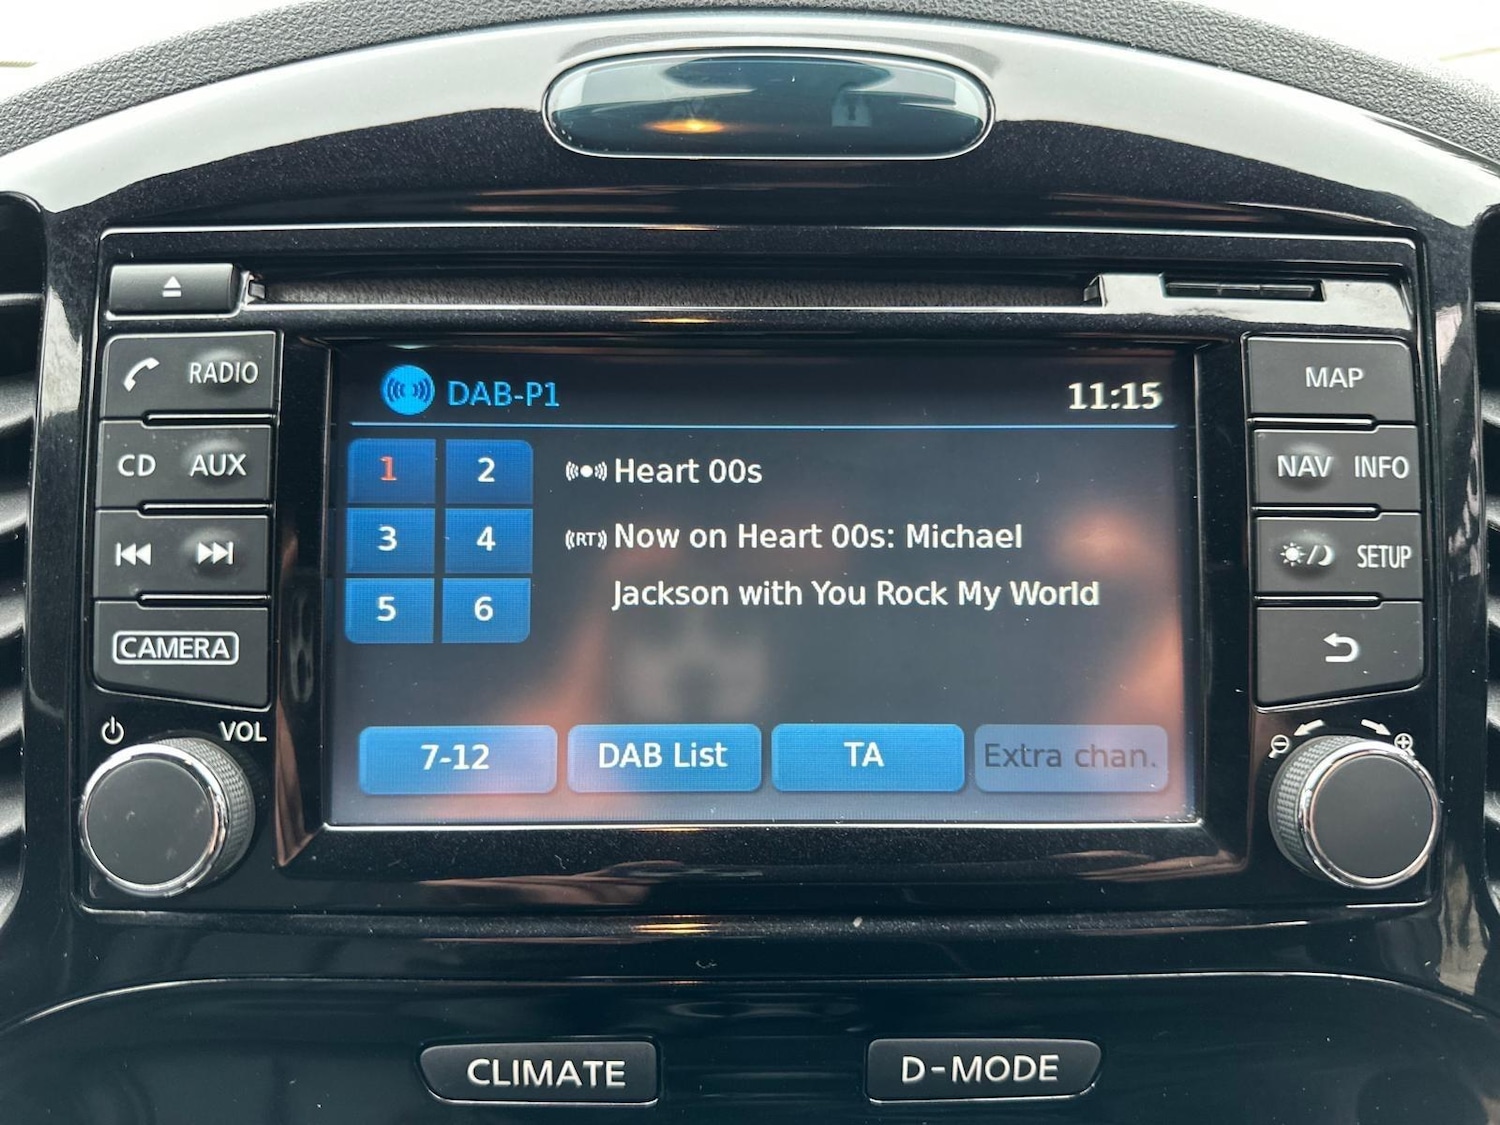 RADIO
CD AUX
CAMERA
VOL
DAB-P1 11:15
1 2
3 4
5 6
Heart 00s
RT Now on Heart 00s: Michael
Jackson with You Rock My World
7-12 DAB List TA Extra chan.
MAP
NAV INFO
SETUP
CLIMATE D-MODE